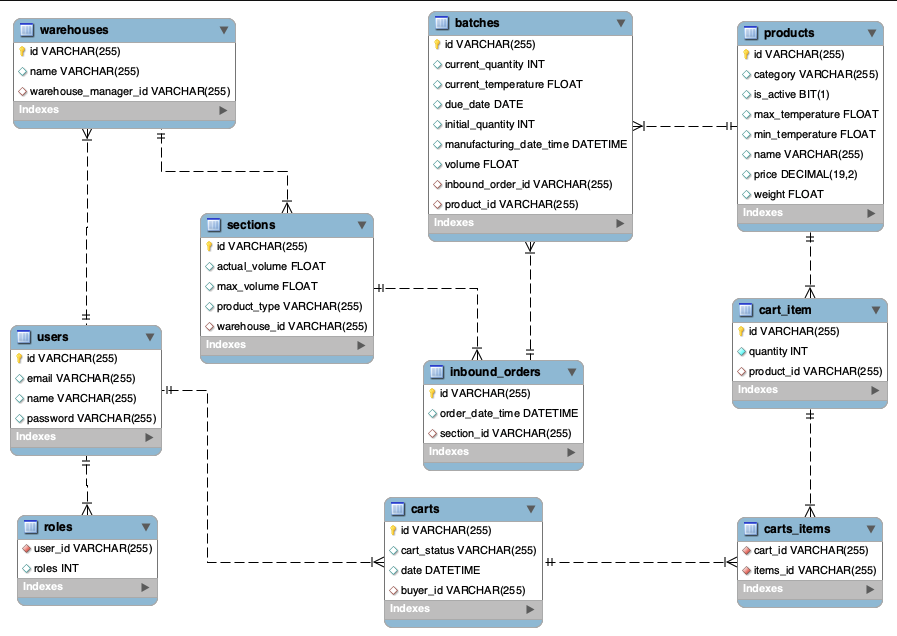 warehouses
id VARCHAR(255)
name VARCHAR(255)
warehouse_manager_id VARCHAR(255)
Indexes
batches
id VARCHAR(255)
current_quantity INT
current_temperature FLOAT
due_date DATE
initial_quantity INT
manufacturing_date_time DATETIME
volume FLOAT
inbound_order_id VARCHAR(255)
product_id VARCHAR(255)
Indexes
products
id VARCHAR(255)
category VARCHAR(255)
is_active BIT(1)
max_temperature FLOAT
min_temperature FLOAT
name VARCHAR(255)
price DECIMAL(19,2)
weight FLOAT
Indexes
sections
id VARCHAR(255)
actual_volume FLOAT
max_volume FLOAT
product_type VARCHAR(255)
warehouse_id VARCHAR(255)
Indexes
users
id VARCHAR(255)
email VARCHAR(255)
name VARCHAR(255)
password VARCHAR(255)
Indexes
inbound_orders
id VARCHAR(255)
order_date_time DATETIME
section_id VARCHAR(255)
Indexes
cart_item
id VARCHAR(255)
quantity INT
product_id VARCHAR(255)
Indexes
roles
user_id VARCHAR(255)
roles INT
Indexes
carts
id VARCHAR(255)
cart_status VARCHAR(255)
date DATETIME
buyer_id VARCHAR(255)
Indexes
carts_items
cart_id VARCHAR(255)
items_id VARCHAR(255)
Indexes